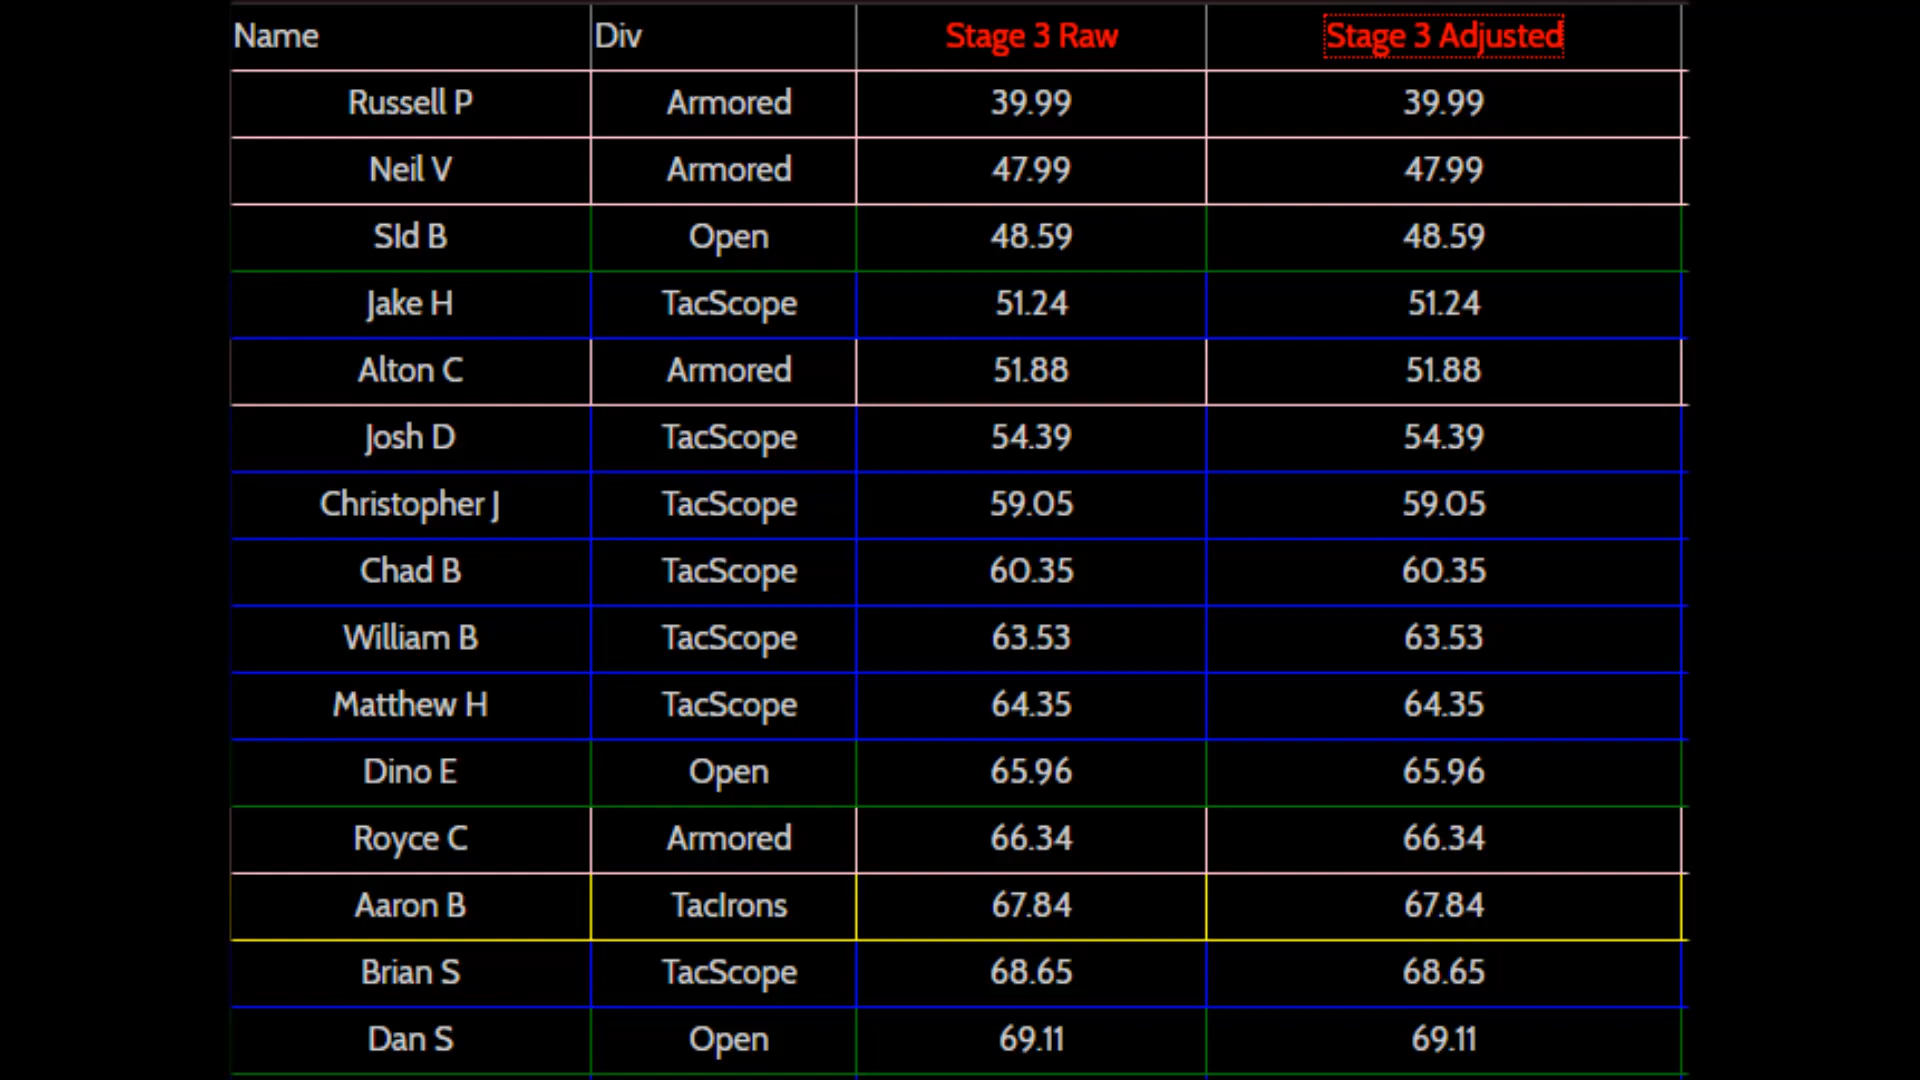 Name Div Stage 3 Raw Stage 3 Adjusted
Russell P Armored 39.99 39.99
Neil V Armored 47.99 47.99
SId B Open 48.59 48.59
Jake H TacScope 51.24 51.24
Alton C Armored 51.88 51.88
Josh D TacScope 54.39 54.39
Christopher J TacScope 59.05 59.05
Chad B TacScope 60.35 60.35
William B TacScope 63.53 63.53
Matthew H TacScope 64.35 64.35
Dino E Open 65.96 65.96
Royce C Armored 66.34 66.34
Aaron B TacIrons 67.84 67.84
Brian S TacScope 68.65 68.65
Dan S Open 69.11 69.11